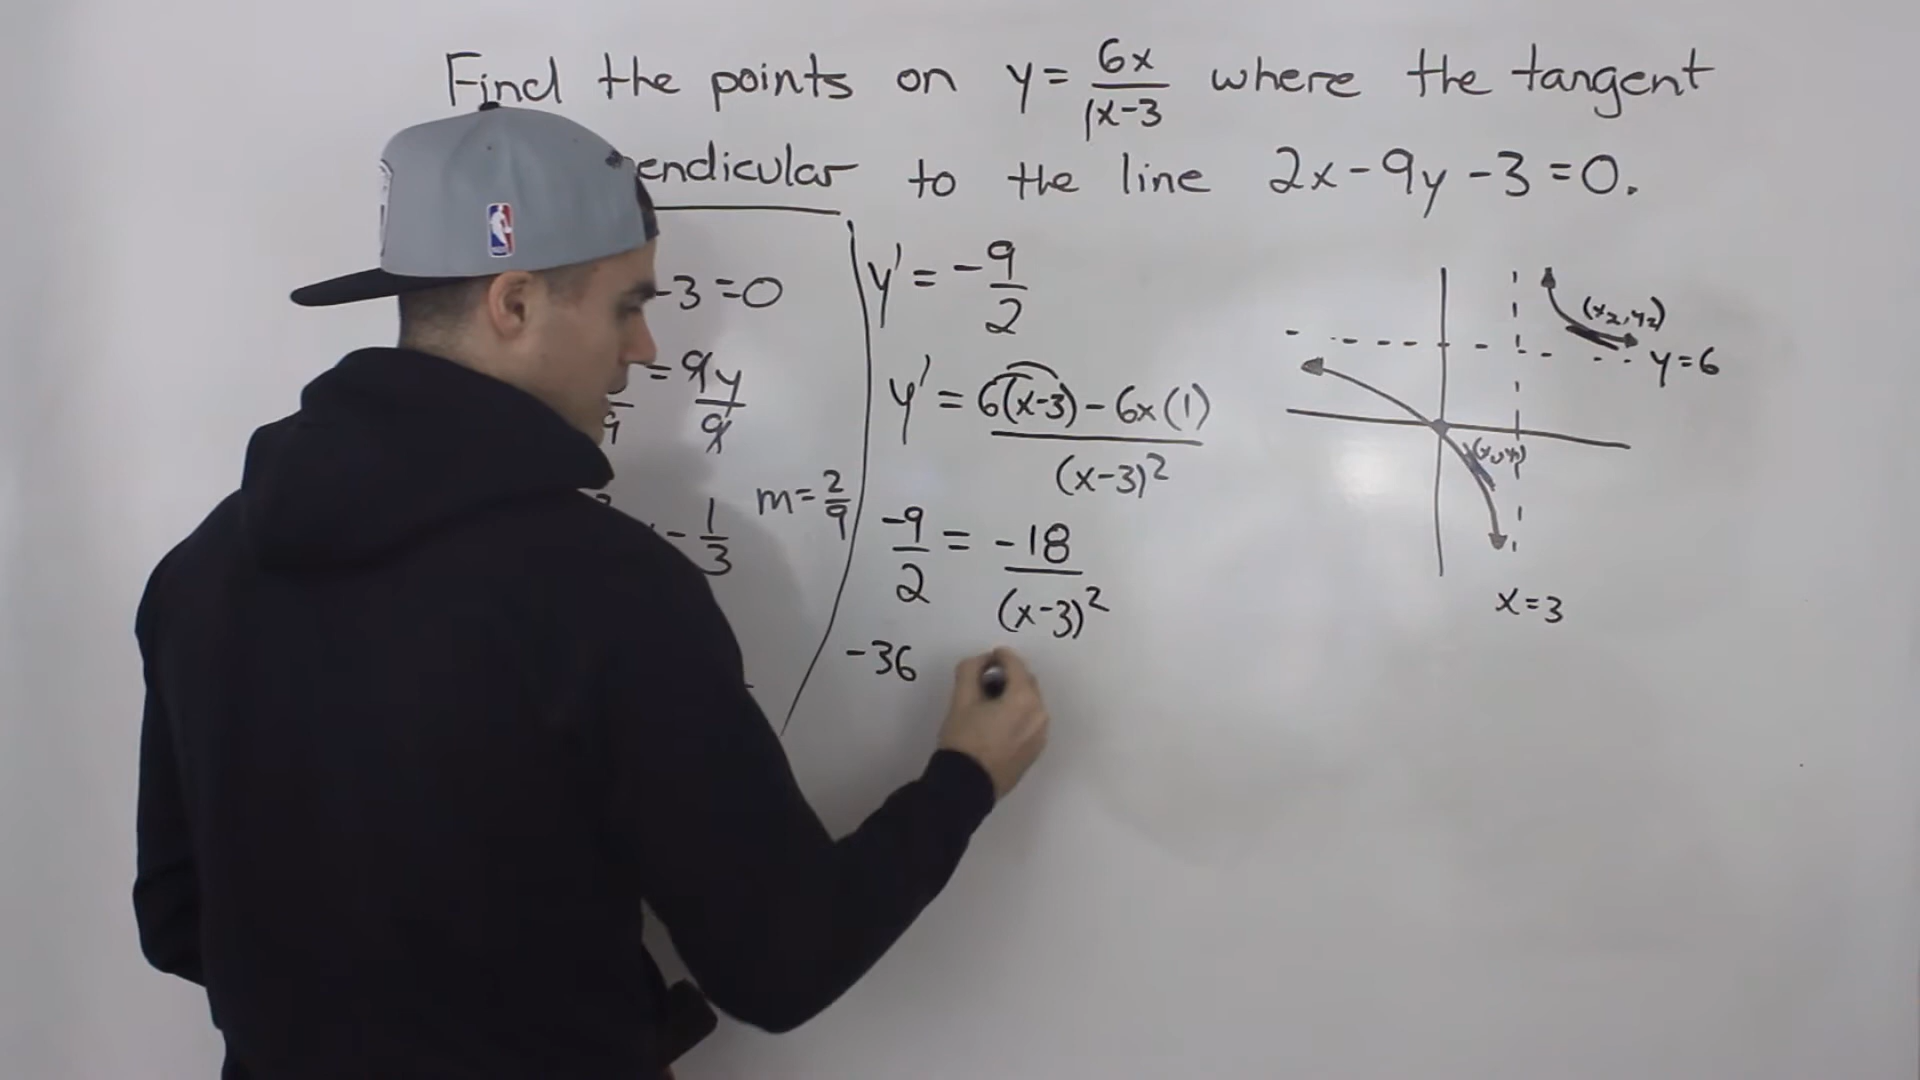 Find the points on y = 6x / 1x-3 where the tangent
endicular to the line 2x-9y-3=0.
-3=0
= 9y / 9
9
- 1/3
m = 2/9
y' = -9/2
y' = 6(x-3) - 6x(1) / (x-3)²
-9/2 = -18 / (x-3)²
-36
(x₂,y₂)
y=6
(x₁,y₁)
x=3